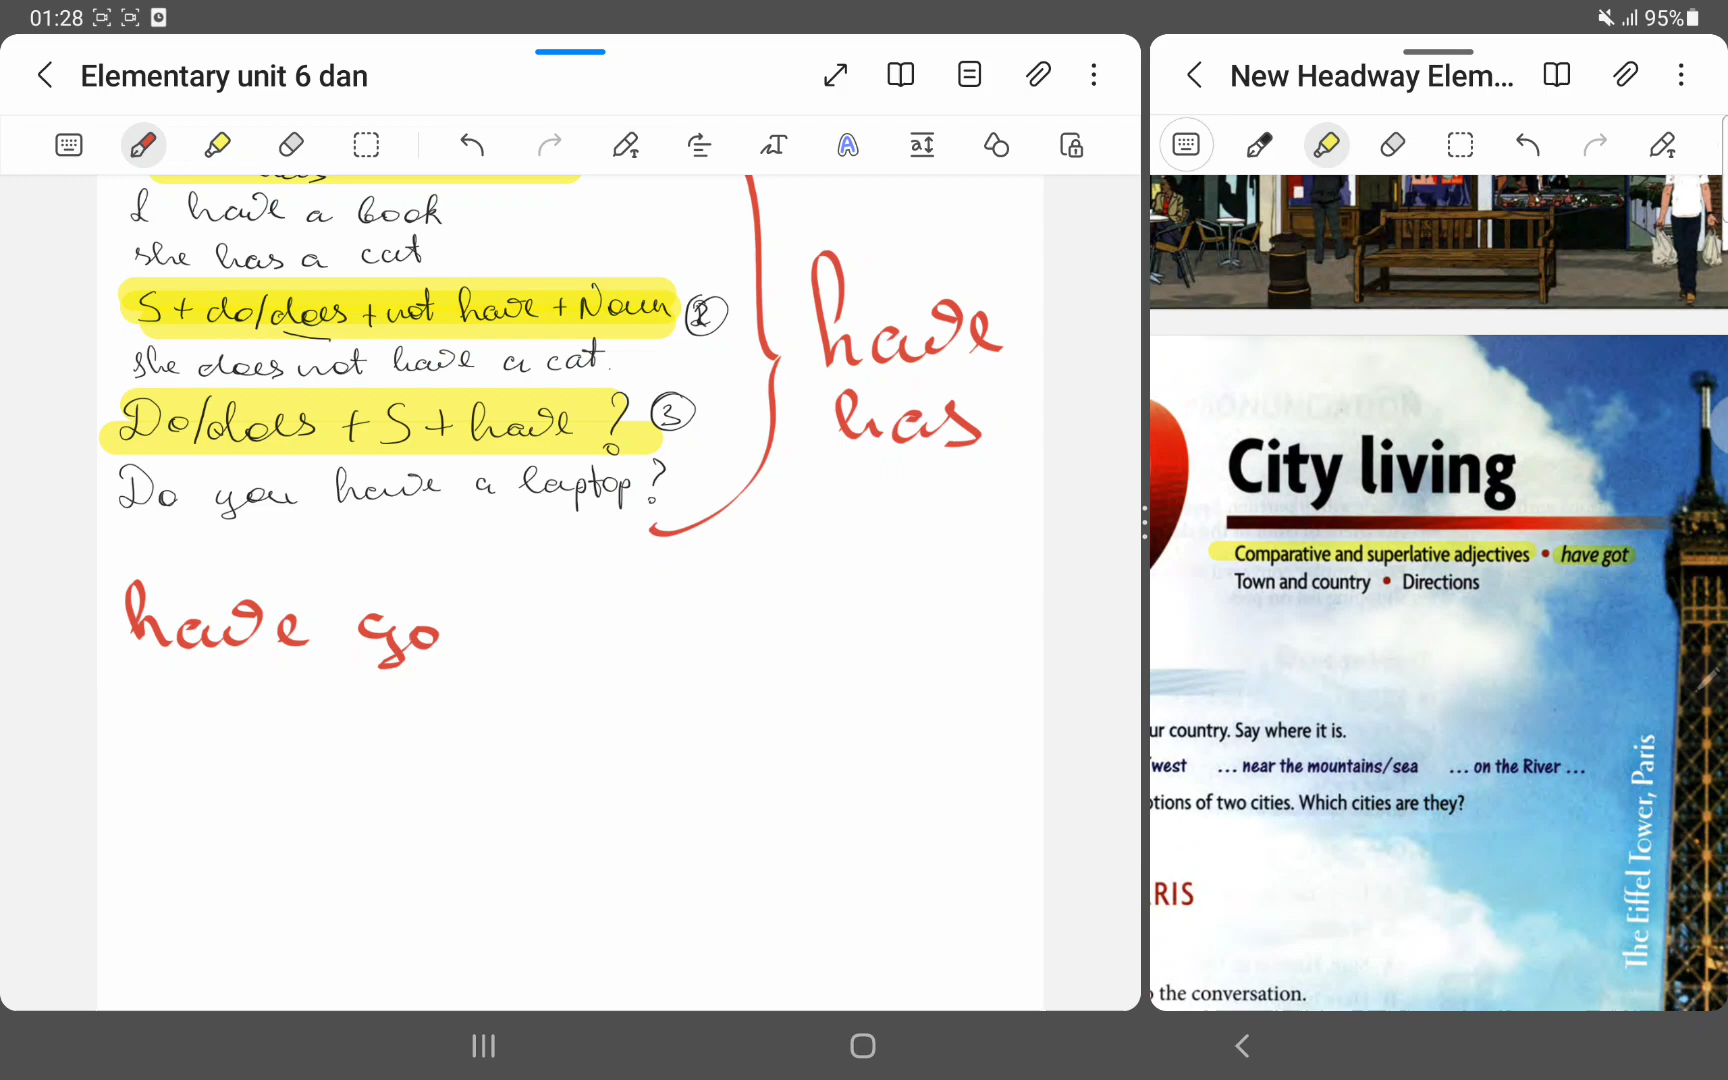 01:28
95%
Elementary unit 6 dan
I have a book
she has a cat
S + do/does + not have + Noun 2
she does not have a cat.
Do/does + S + have ? 3
Do you have a laptop?
have
has
have go
New Headway Elem...
City living
Comparative and superlative adjectives • have got
Town and country • Directions
ur country. Say where it is.
west ... near the mountains/sea ... on the River ...
tions of two cities. Which cities are they?
RIS
the conversation.
The Eiffel Tower, Paris